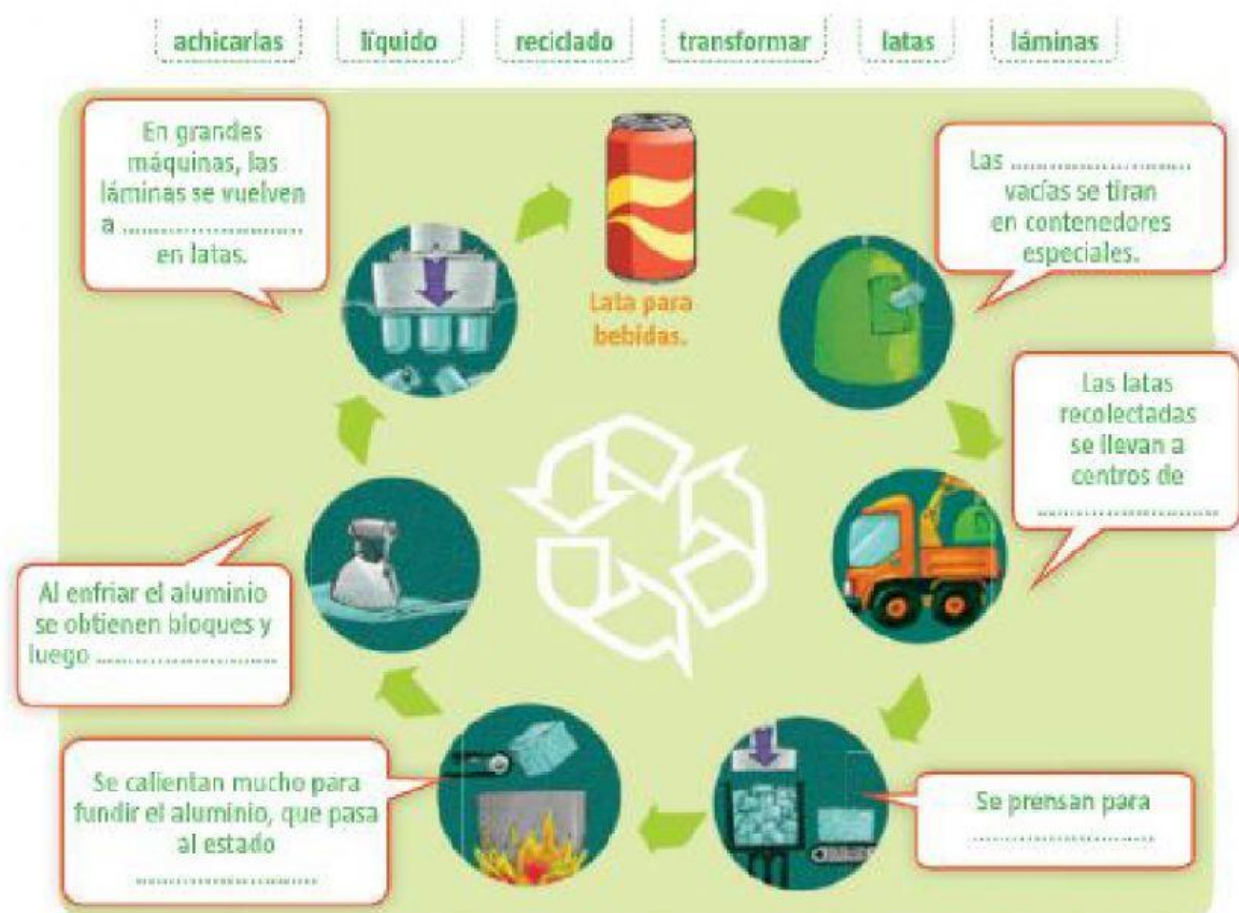 achicarlas líquido reciclado transformar latas láminas
En grandes
máquinas, las
láminas se vuelven
a ..............................
en latas.
Lata para
bebidas.
Las ..............................
vacías se tiran
en contenedores
especiales.
Las latas
recolectadas
se llevan a
centros de
..............................
Al enfriar el aluminio
se obtienen bloques y
luego ..............................
Se calientan mucho para
fundir el aluminio, que pasa
al estado
..............................
Se prensan para
..............................